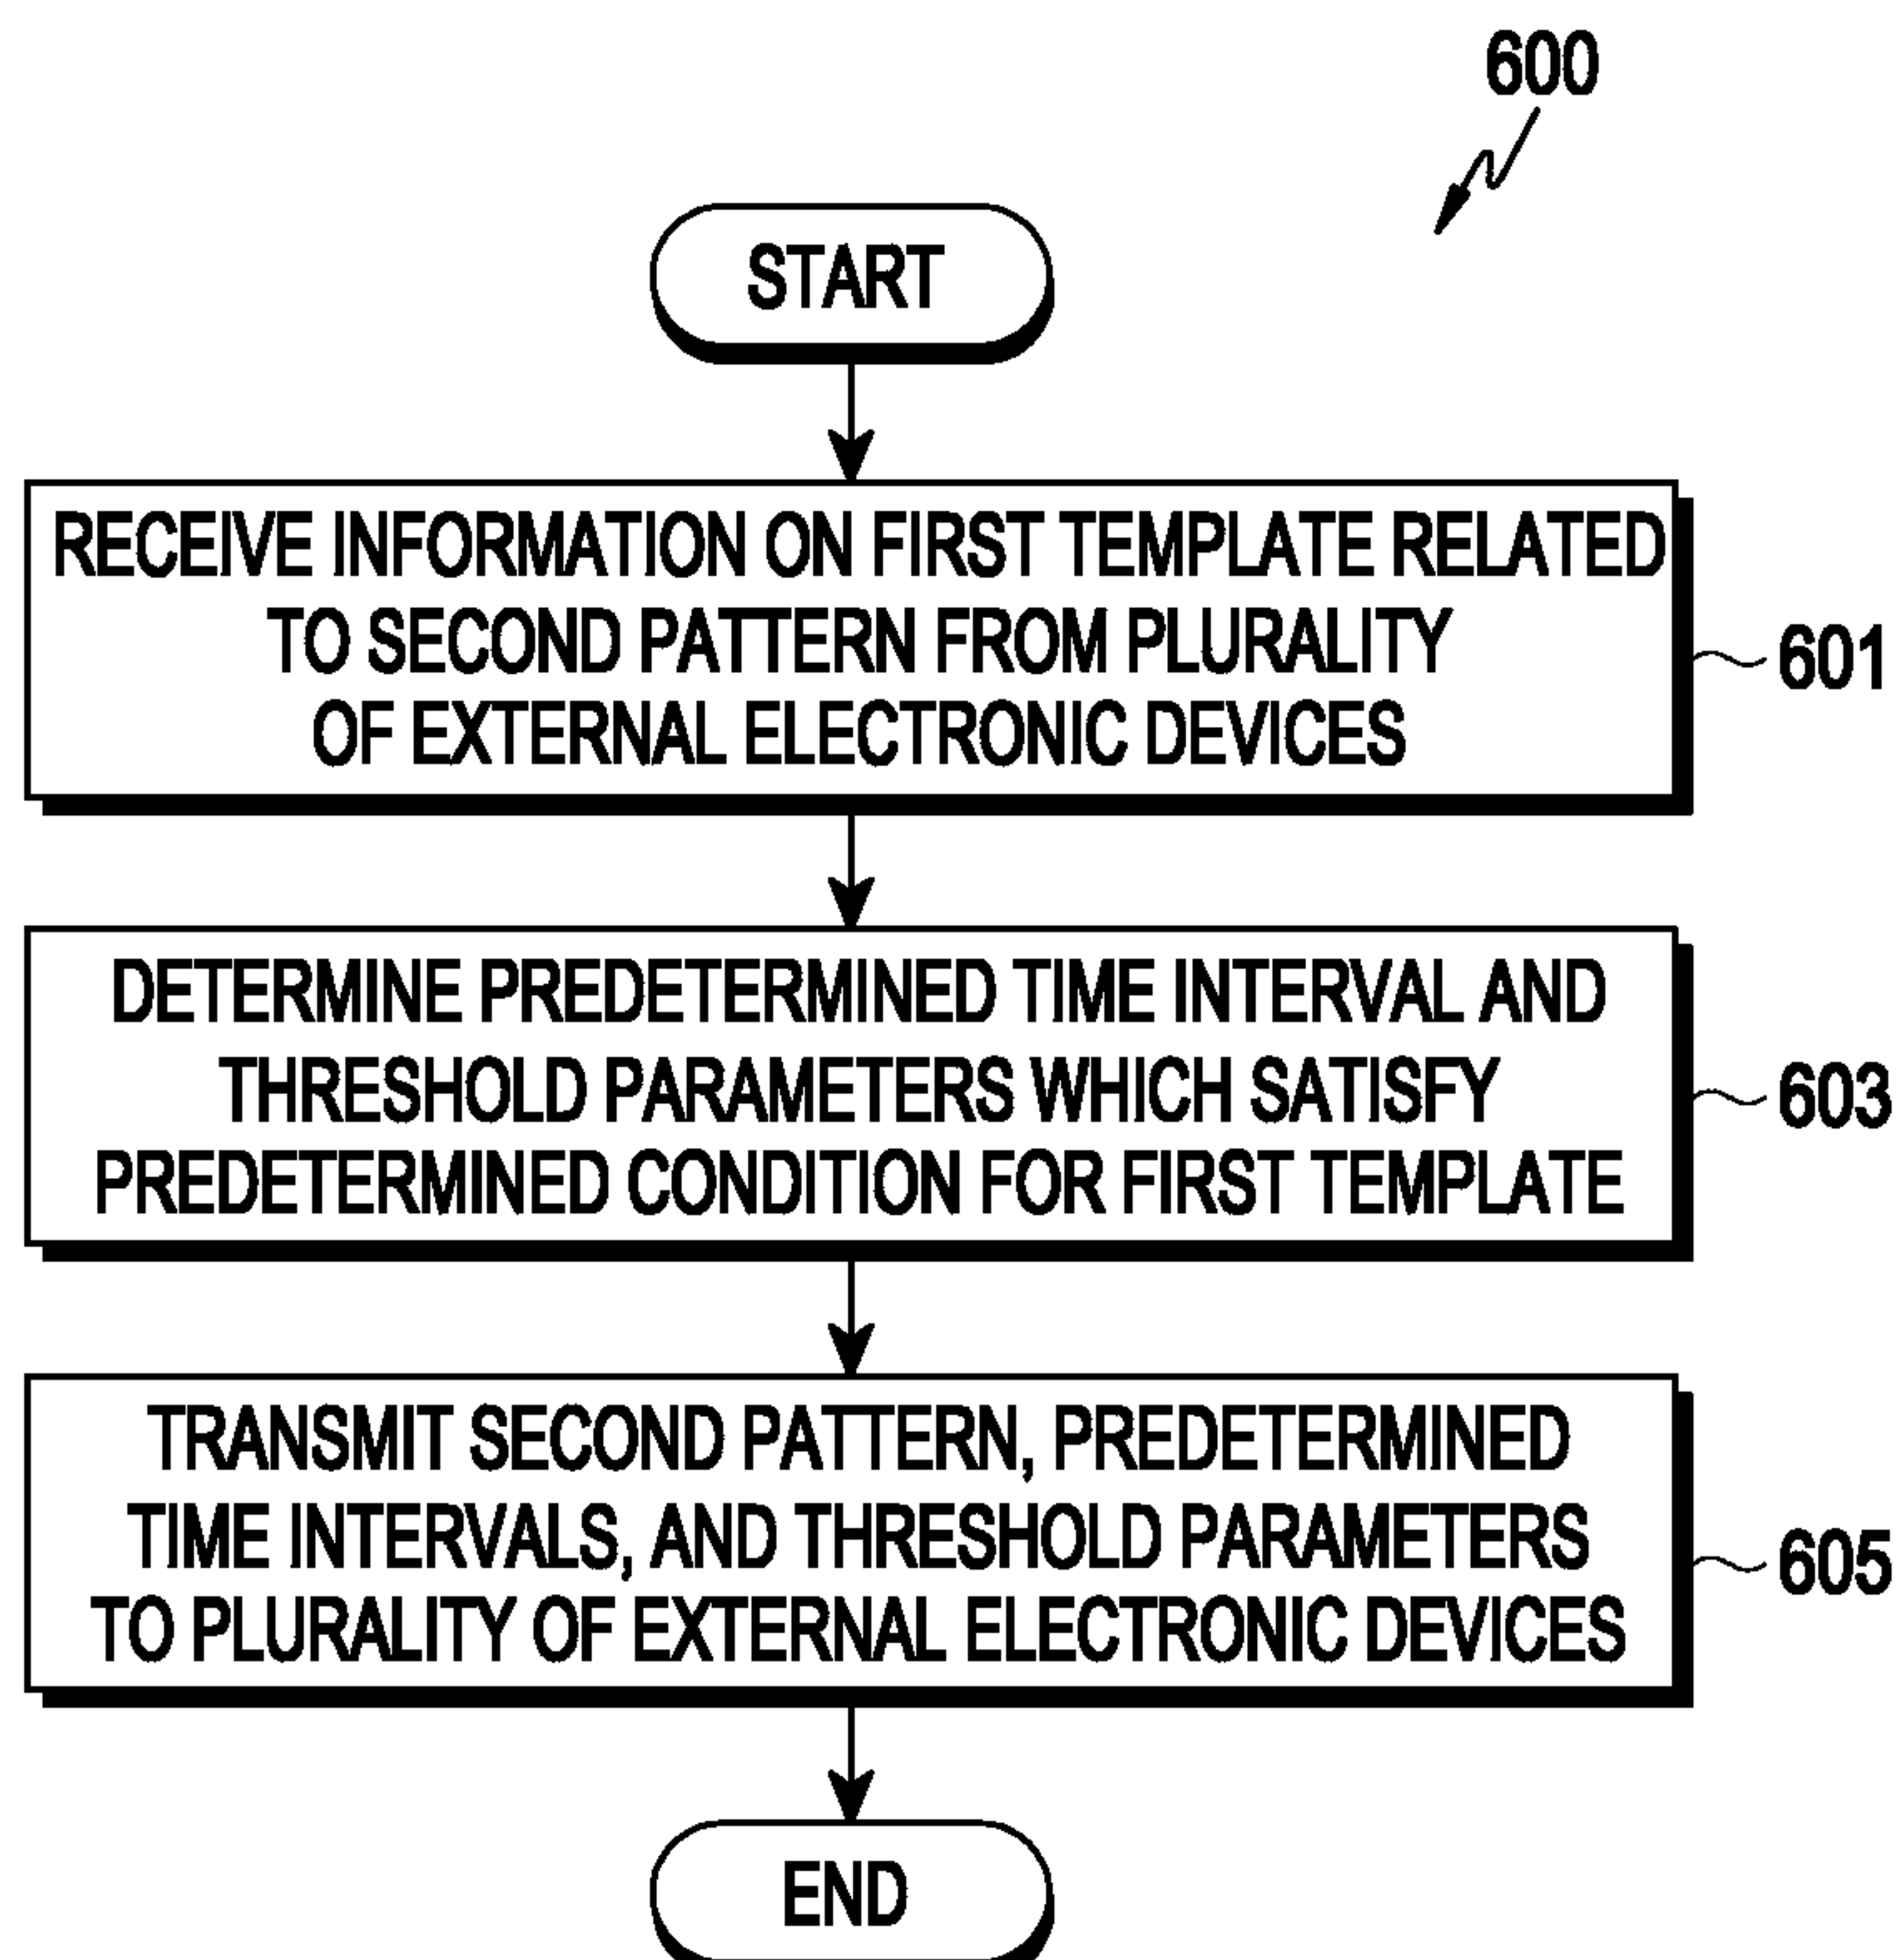 600
START
RECEIVE INFORMATION ON FIRST TEMPLATE RELATED
TO SECOND PATTERN FROM PLURALITY
OF EXTERNAL ELECTRONIC DEVICES
601
DETERMINE PREDETERMINED TIME INTERVAL AND
THRESHOLD PARAMETERS WHICH SATISFY
PREDETERMINED CONDITION FOR FIRST TEMPLATE
603
TRANSMIT SECOND PATTERN, PREDETERMINED
TIME INTERVALS, AND THRESHOLD PARAMETERS
TO PLURALITY OF EXTERNAL ELECTRONIC DEVICES
605
END